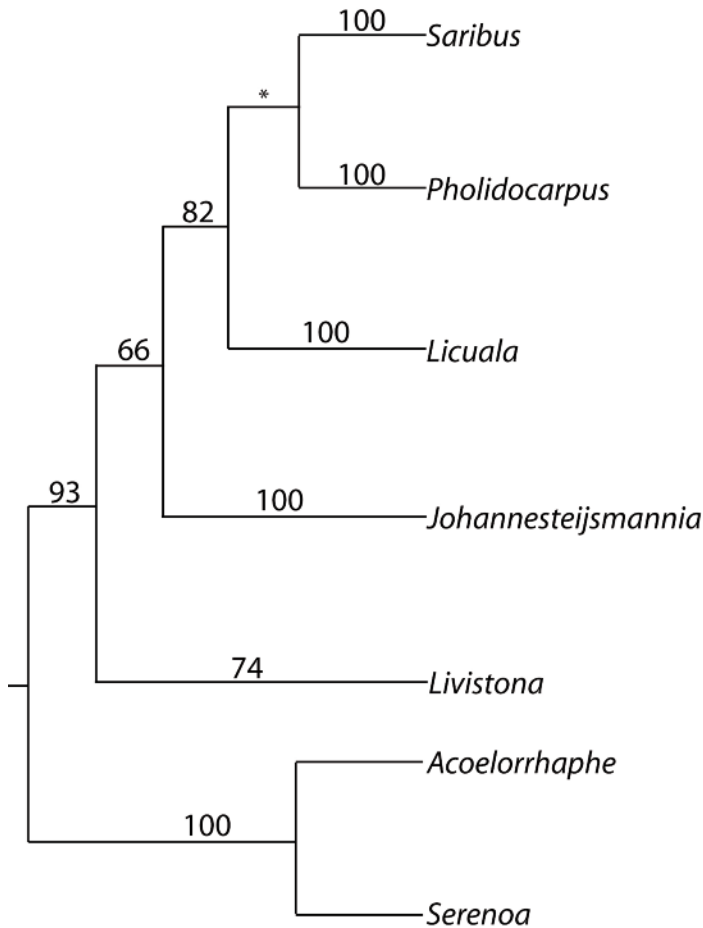 100
Saribus
*
100
Pholidocarpus
82
100
Licuala
66
93
100
Johannesteijsmannia
74
Livistona
Acoelorrhaphe
100
Serenoa